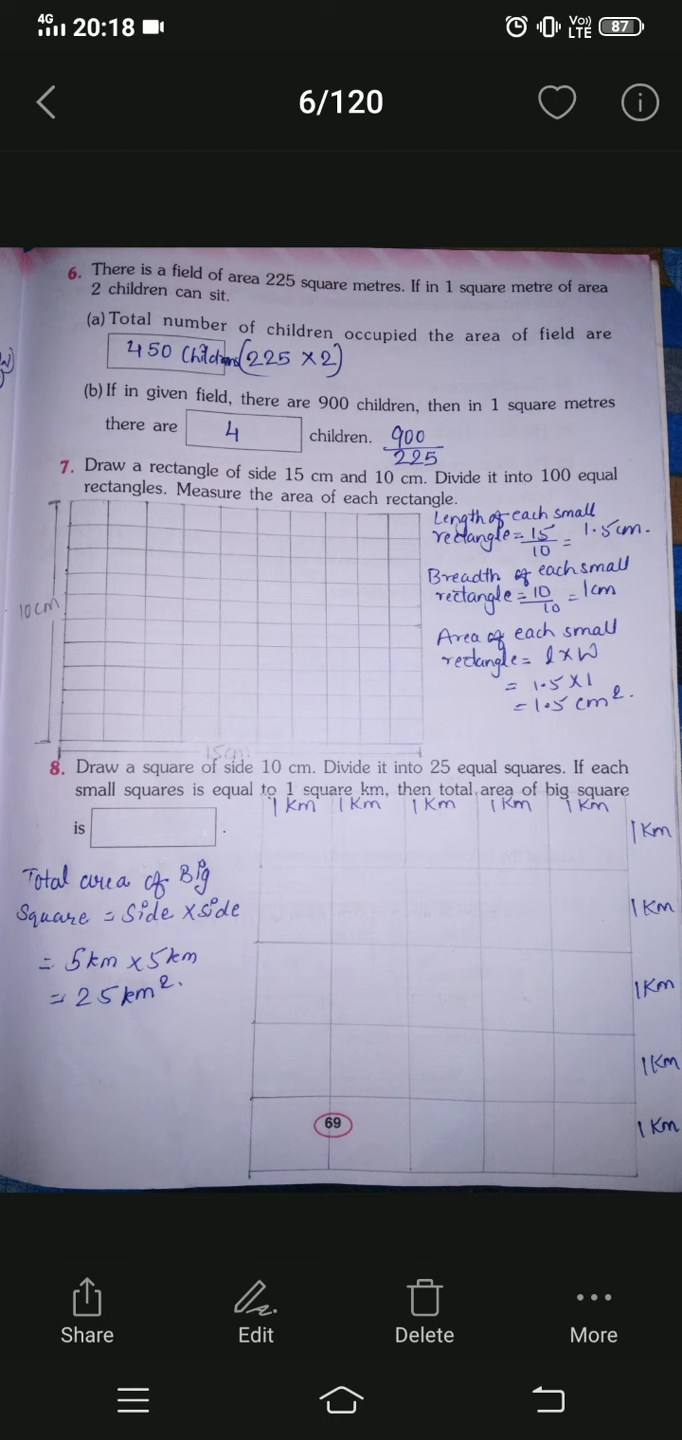 4G 20:18 Vo)) LTE 87
6/120
6. There is a field of area 225 square metres. If in 1 square metre of area
2 children can sit.
(a) Total number of children occupied the area of field are
450 Children (225 × 2)
(b) If in given field, there are 900 children, then in 1 square metres
there are 4 children. 900/225
7. Draw a rectangle of side 15 cm and 10 cm. Divide it into 100 equal
rectangles. Measure the area of each rectangle.
Length of each small
rectangle = 15/10 = 1.5 cm.
Breadth of each small
rectangle = 10/10 = 1cm
10cm
Area of each small
rectangle = l × W
= 1.5 × 1
= 1.5 cm².
15cm
8. Draw a square of side 10 cm. Divide it into 25 equal squares. If each
small squares is equal to 1 square km, then total area of big square
1 Km 1 Km 1 Km 1 Km 1 Km
is .
1 Km
Total area of Big
Square = Side × Side
1 Km
= 5 km × 5 km
= 25 km².
1 Km
1 Km
69
1 Km
Share Edit Delete More